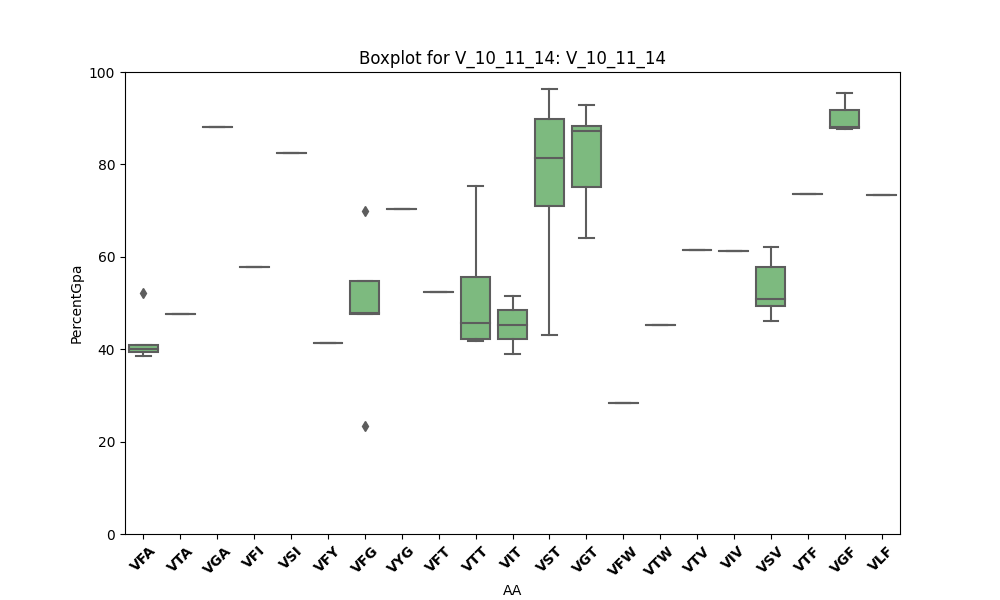 Boxplot for V_10_11_14: V_10_11_14
100
80
60
40
20
0
PercentGpa
VFA VTA VGA VFI VSI VFY VFG VYG VFT VTT VIT VST VGT VFW VTW VTV VIV VSV VTF VGF VLF
AA